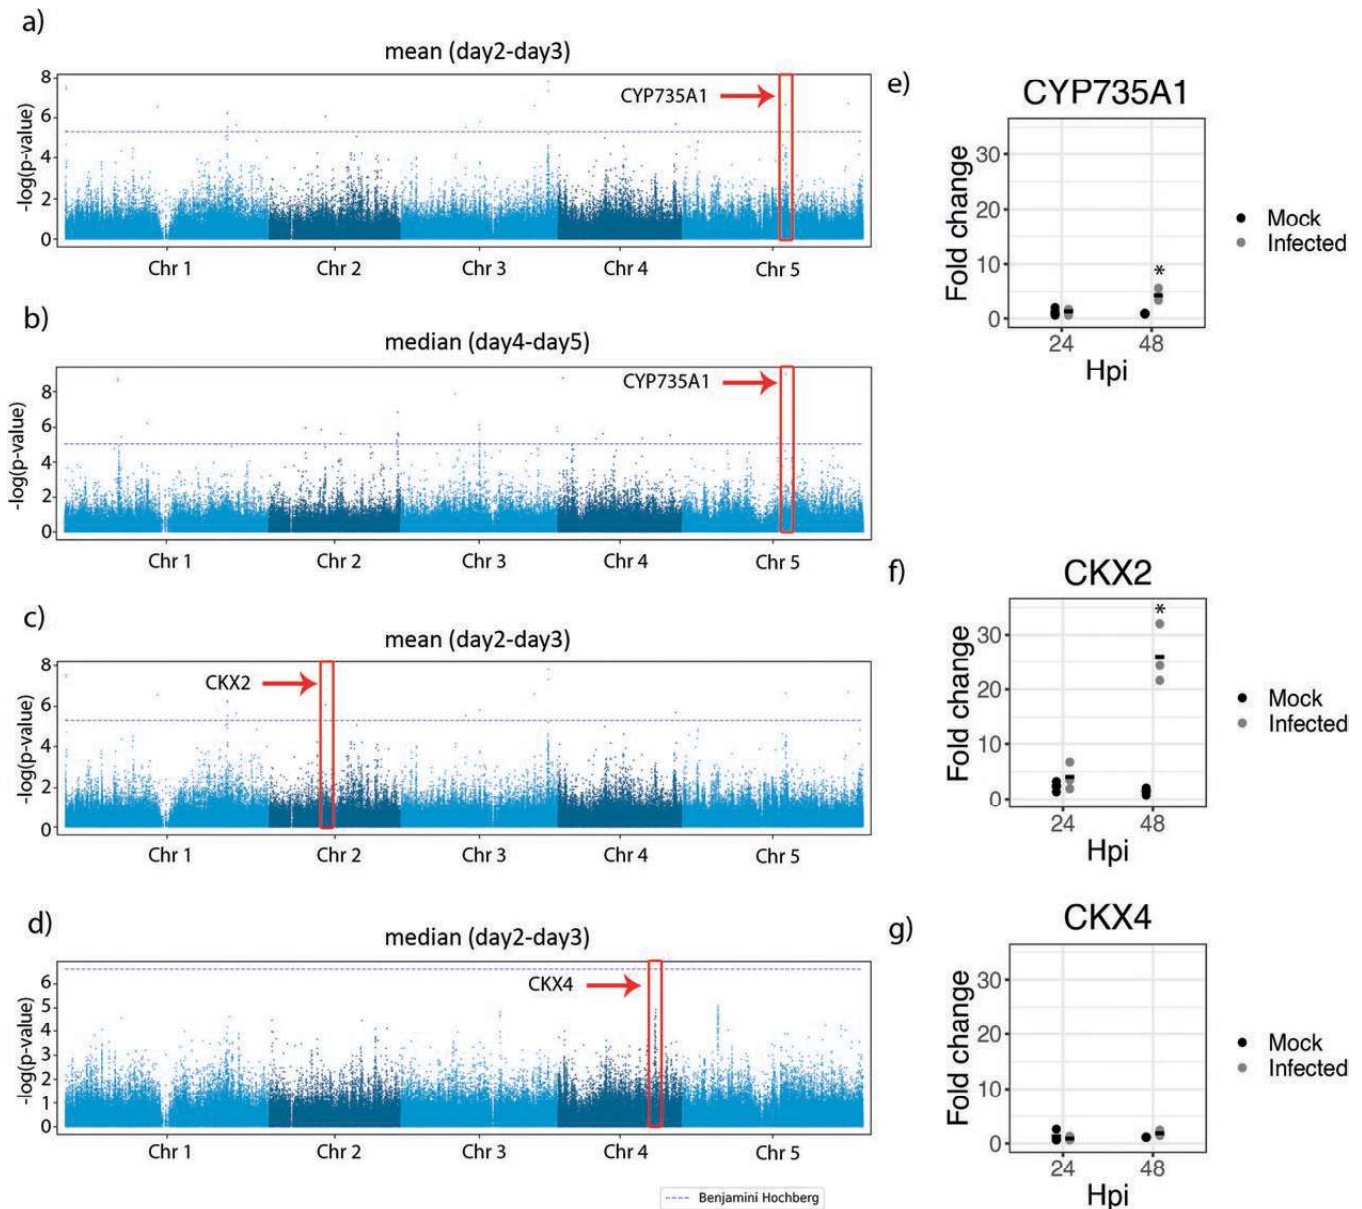 a)
mean (day2-day3)
CYP735A1
-log(p-value)
8
6
4
2
0
Chr 1
Chr 2
Chr 3
Chr 4
Chr 5
b)
median (day4-day5)
CYP735A1
-log(p-value)
8
6
4
2
0
Chr 1
Chr 2
Chr 3
Chr 4
Chr 5
c)
mean (day2-day3)
CKX2
-log(p-value)
8
6
4
2
0
Chr 1
Chr 2
Chr 3
Chr 4
Chr 5
d)
median (day2-day3)
CKX4
-log(p-value)
6
5
4
3
2
1
0
Chr 1
Chr 2
Chr 3
Chr 4
Chr 5
Benjamini Hochberg
e)
CYP735A1
Fold change
30
20
10
0
*
24
48
Hpi
Mock
Infected
f)
CKX2
Fold change
30
20
10
0
*
24
48
Hpi
Mock
Infected
g)
CKX4
Fold change
30
20
10
0
24
48
Hpi
Mock
Infected